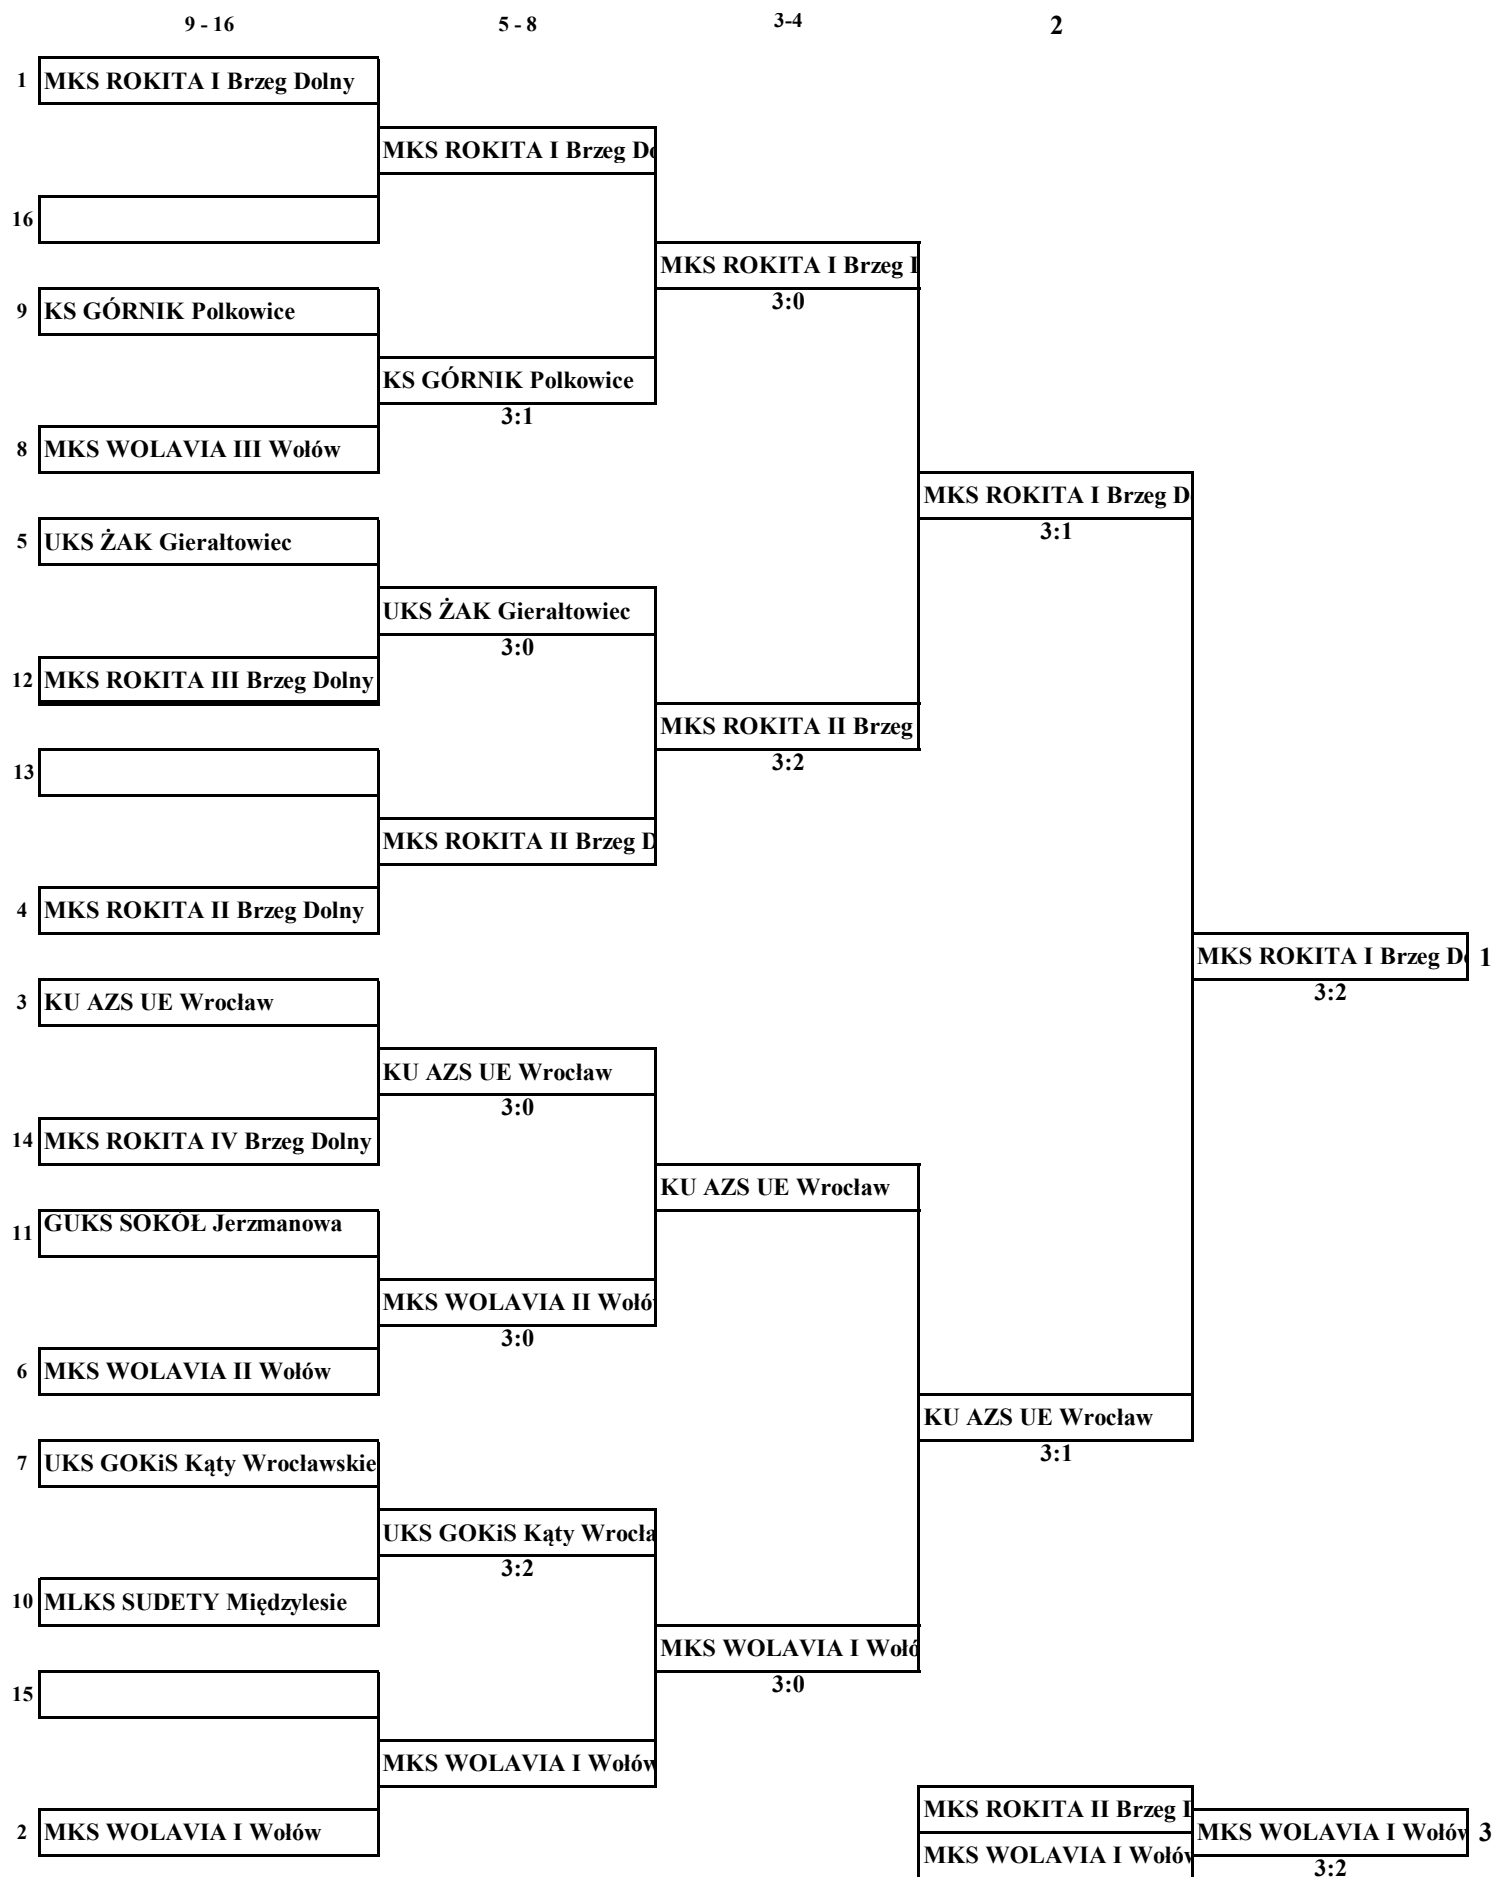 9 - 16 5 - 8 3-4 2
1 MKS ROKITA I Brzeg Dolny
MKS ROKITA I Brzeg Do
16
MKS ROKITA I Brzeg D
3:0
9 KS GÓRNIK Polkowice
KS GÓRNIK Polkowice
3:1
8 MKS WOLAVIA III Wołów
MKS ROKITA I Brzeg D
3:1
5 UKS ŻAK Gierałtowiec
UKS ŻAK Gierałtowiec
3:0
12 MKS ROKITA III Brzeg Dolny
MKS ROKITA II Brzeg
3:2
13
MKS ROKITA II Brzeg D
4 MKS ROKITA II Brzeg Dolny
MKS ROKITA I Brzeg Do 1
3:2
3 KU AZS UE Wrocław
KU AZS UE Wrocław
3:0
14 MKS ROKITA IV Brzeg Dolny
KU AZS UE Wrocław
11 GUKS SOKÓŁ Jerzmanowa
MKS WOLAVIA II Wołów
3:0
6 MKS WOLAVIA II Wołów
KU AZS UE Wrocław
3:1
7 UKS GOKiS Kąty Wrocławskie
UKS GOKiS Kąty Wrocła
3:2
10 MLKS SUDETY Międzylesie
MKS WOLAVIA I Wołó
3:0
15
MKS WOLAVIA I Wołów
MKS ROKITA II Brzeg D
2 MKS WOLAVIA I Wołów
MKS WOLAVIA I Wołów 3
MKS WOLAVIA I Wołów
3:2